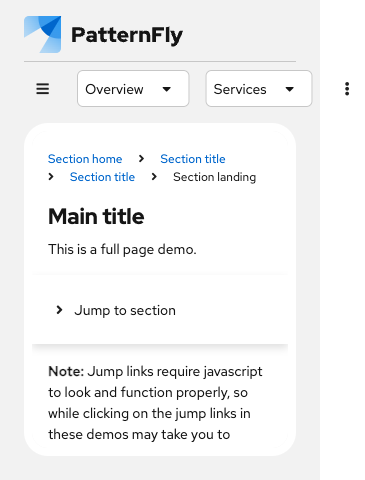 PatternFly
Overview Services
Section home Section title
Section title Section landing
Main title
This is a full page demo.
Jump to section
Note: Jump links require javascript
to look and function properly, so
while clicking on the jump links in
these demos may take you to